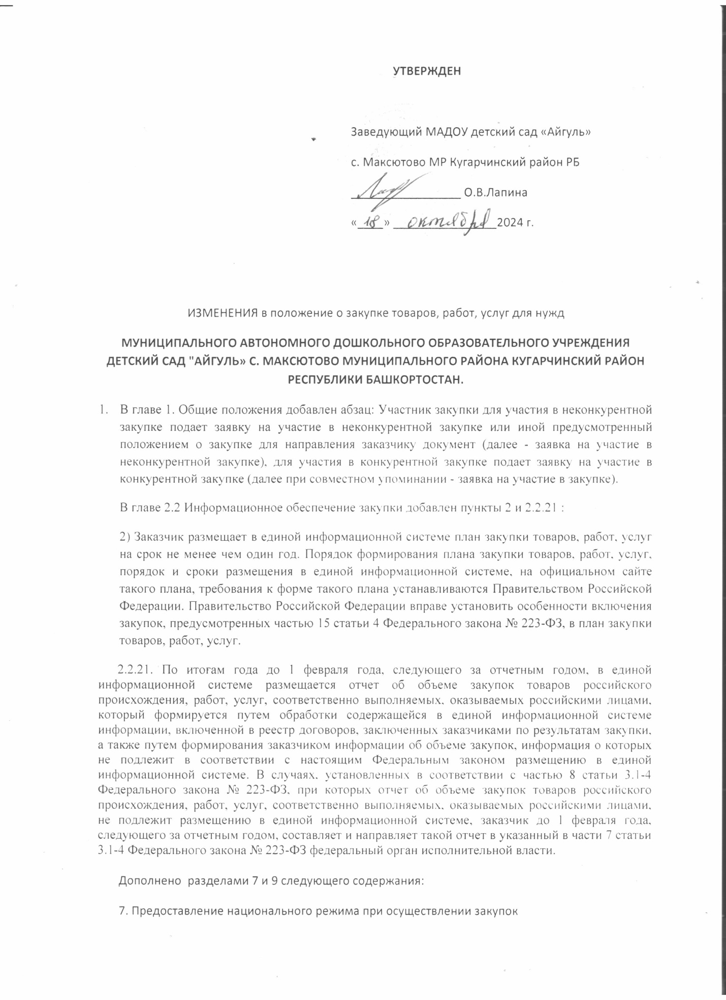 УТВЕРЖДЕН
Заведующий МАДОУ детский сад «Айгуль»
с. Максютово МР Кугарчинский район РБ
О.В.Лапина
«18» октября 2024 г.
ИЗМЕНЕНИЯ в положение о закупке товаров, работ, услуг для нужд
МУНИЦИПАЛЬНОГО АВТОНОМНОГО ДОШКОЛЬНОГО ОБРАЗОВАТЕЛЬНОГО УЧРЕЖДЕНИЯ
ДЕТСКИЙ САД "АЙГУЛЬ» С. МАКСЮТОВО МУНИЦИПАЛЬНОГО РАЙОНА КУГАРЧИНСКИЙ РАЙОН
РЕСПУБЛИКИ БАШКОРТОСТАН.
1. В главе 1. Общие положения добавлен абзац: Участник закупки для участия в неконкурентной
закупке подает заявку на участие в неконкурентной закупке или иной предусмотренный
положением о закупке для направления заказчику документ (далее - заявка на участие в
неконкурентной закупке), для участия в конкурентной закупке подает заявку на участие в
конкурентной закупке (далее при совместном упоминании - заявка на участие в закупке).
В главе 2.2 Информационное обеспечение закупки добавлен пункты 2 и 2.2.21 :
2) Заказчик размещает в единой информационной системе план закупки товаров, работ, услуг
на срок не менее чем один год. Порядок формирования плана закупки товаров, работ, услуг,
порядок и сроки размещения в единой информационной системе, на официальном сайте
такого плана, требования к форме такого плана устанавливаются Правительством Российской
Федерации. Правительство Российской Федерации вправе установить особенности включения
закупок, предусмотренных частью 15 статьи 4 Федерального закона № 223-ФЗ, в план закупки
товаров, работ, услуг.
2.2.21. По итогам года до 1 февраля года, следующего за отчетным годом, в единой
информационной системе размещается отчет об объеме закупок товаров российского
происхождения, работ, услуг, соответственно выполняемых, оказываемых российскими лицами,
который формируется путем обработки содержащейся в единой информационной системе
информации, включенной в реестр договоров, заключенных заказчиками по результатам закупки,
а также путем формирования заказчиком информации об объеме закупок, информация о которых
не подлежит в соответствии с настоящим Федеральным законом размещению в единой
информационной системе. В случаях, установленных в соответствии с частью 8 статьи 3.1-4
Федерального закона № 223-ФЗ, при которых отчет об объеме закупок товаров российского
происхождения, работ, услуг, соответственно выполняемых, оказываемых российскими лицами,
не подлежит размещению в единой информационной системе, заказчик до 1 февраля года,
следующего за отчетным годом, составляет и направляет такой отчет в указанный в части 7 статьи
3.1-4 Федерального закона № 223-ФЗ федеральный орган исполнительной власти.
Дополнено разделами 7 и 9 следующего содержания:
7. Предоставление национального режима при осуществлении закупок